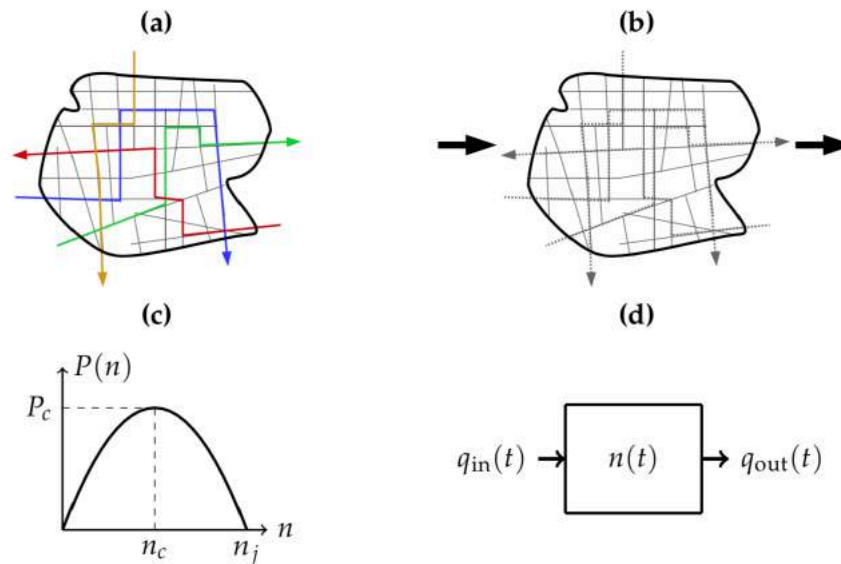 (a)
(b)
(c)
(d)
P(n)
P_c
n_c
n_j
n
q_in(t)
n(t)
q_out(t)